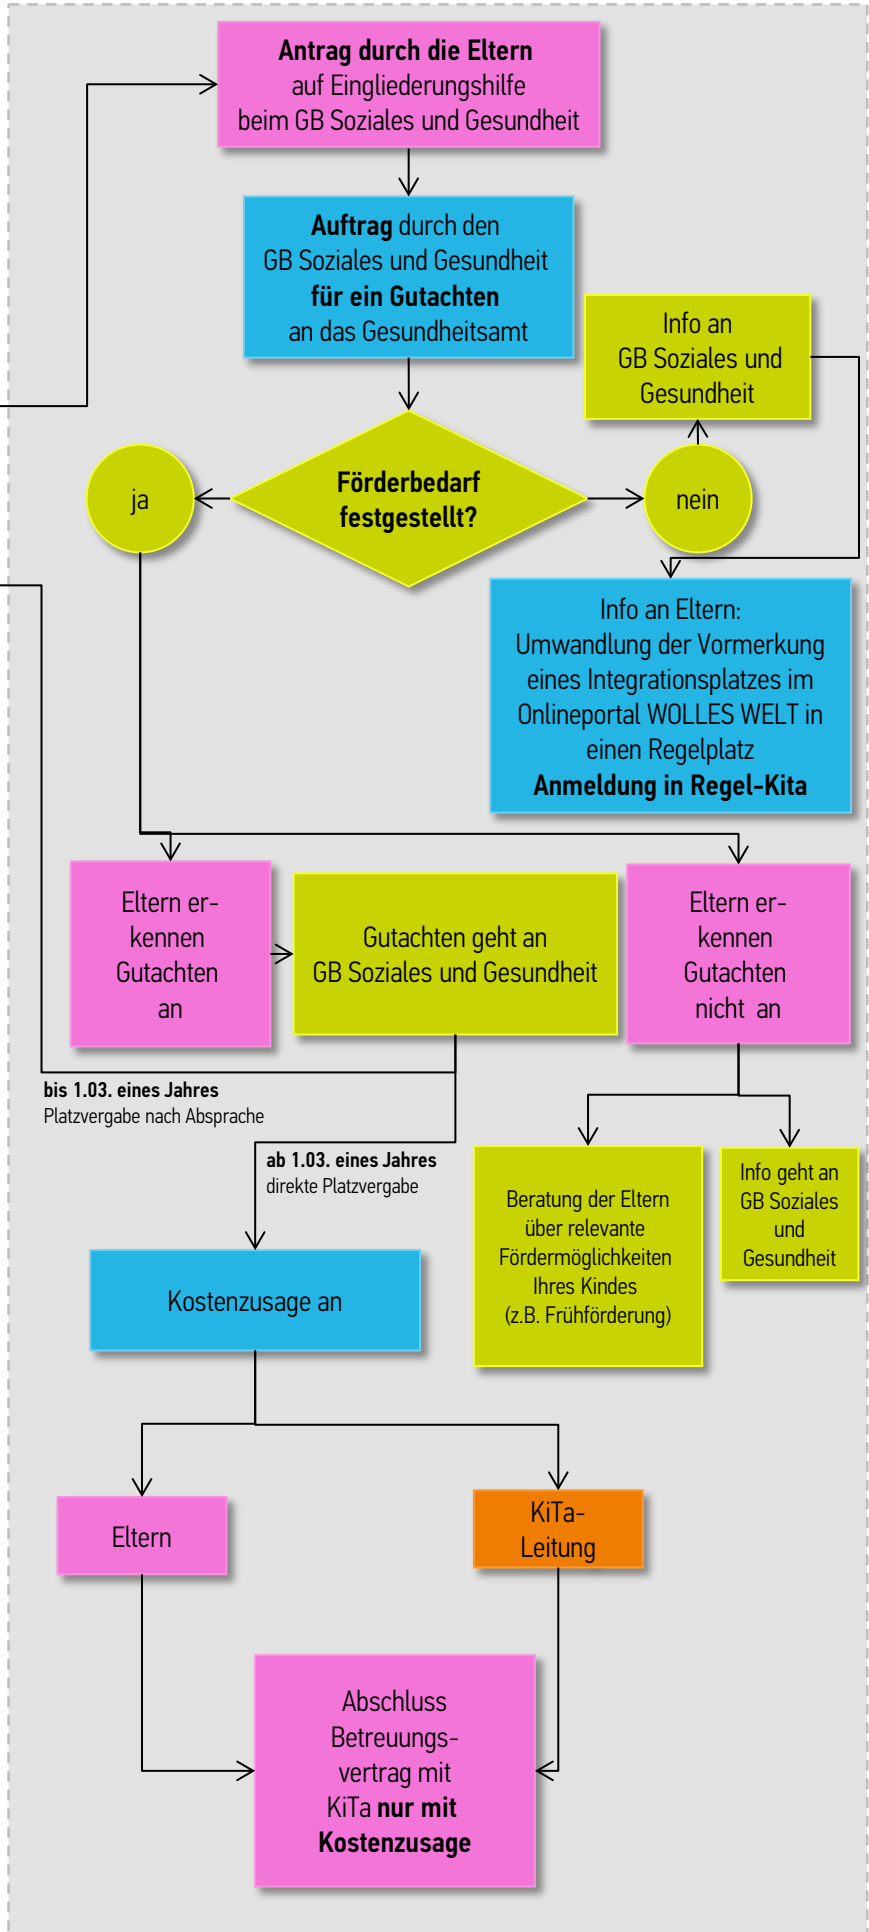 Antrag durch die Eltern
auf Eingliederungshilfe
beim GB Soziales und Gesundheit
Auftrag durch den
GB Soziales und Gesundheit
für ein Gutachten
an das Gesundheitsamt
Info an
GB Soziales und
Gesundheit
ja
Förderbedarf
festgestellt?
nein
Info an Eltern:
Umwandlung der Vormerkung
eines Integrationsplatzes im
Onlineportal WOLLES WELT in
einen Regelplatz
Anmeldung in Regel-Kita
Eltern er-
kennen
Gutachten
an
Gutachten geht an
GB Soziales und Gesundheit
Eltern er-
kennen
Gutachten
nicht an
bis 1.03. eines Jahres
Platzvergabe nach Absprache
ab 1.03. eines Jahres
direkte Platzvergabe
Beratung der Eltern
über relevante
Fördermöglichkeiten
Ihres Kindes
(z.B. Frühförderung)
Info geht an
GB Soziales
und
Gesundheit
Kostenzusage an
Eltern
KiTa-
Leitung
Abschluss
Betreuungs-
vertrag mit
KiTa nur mit
Kostenzusage